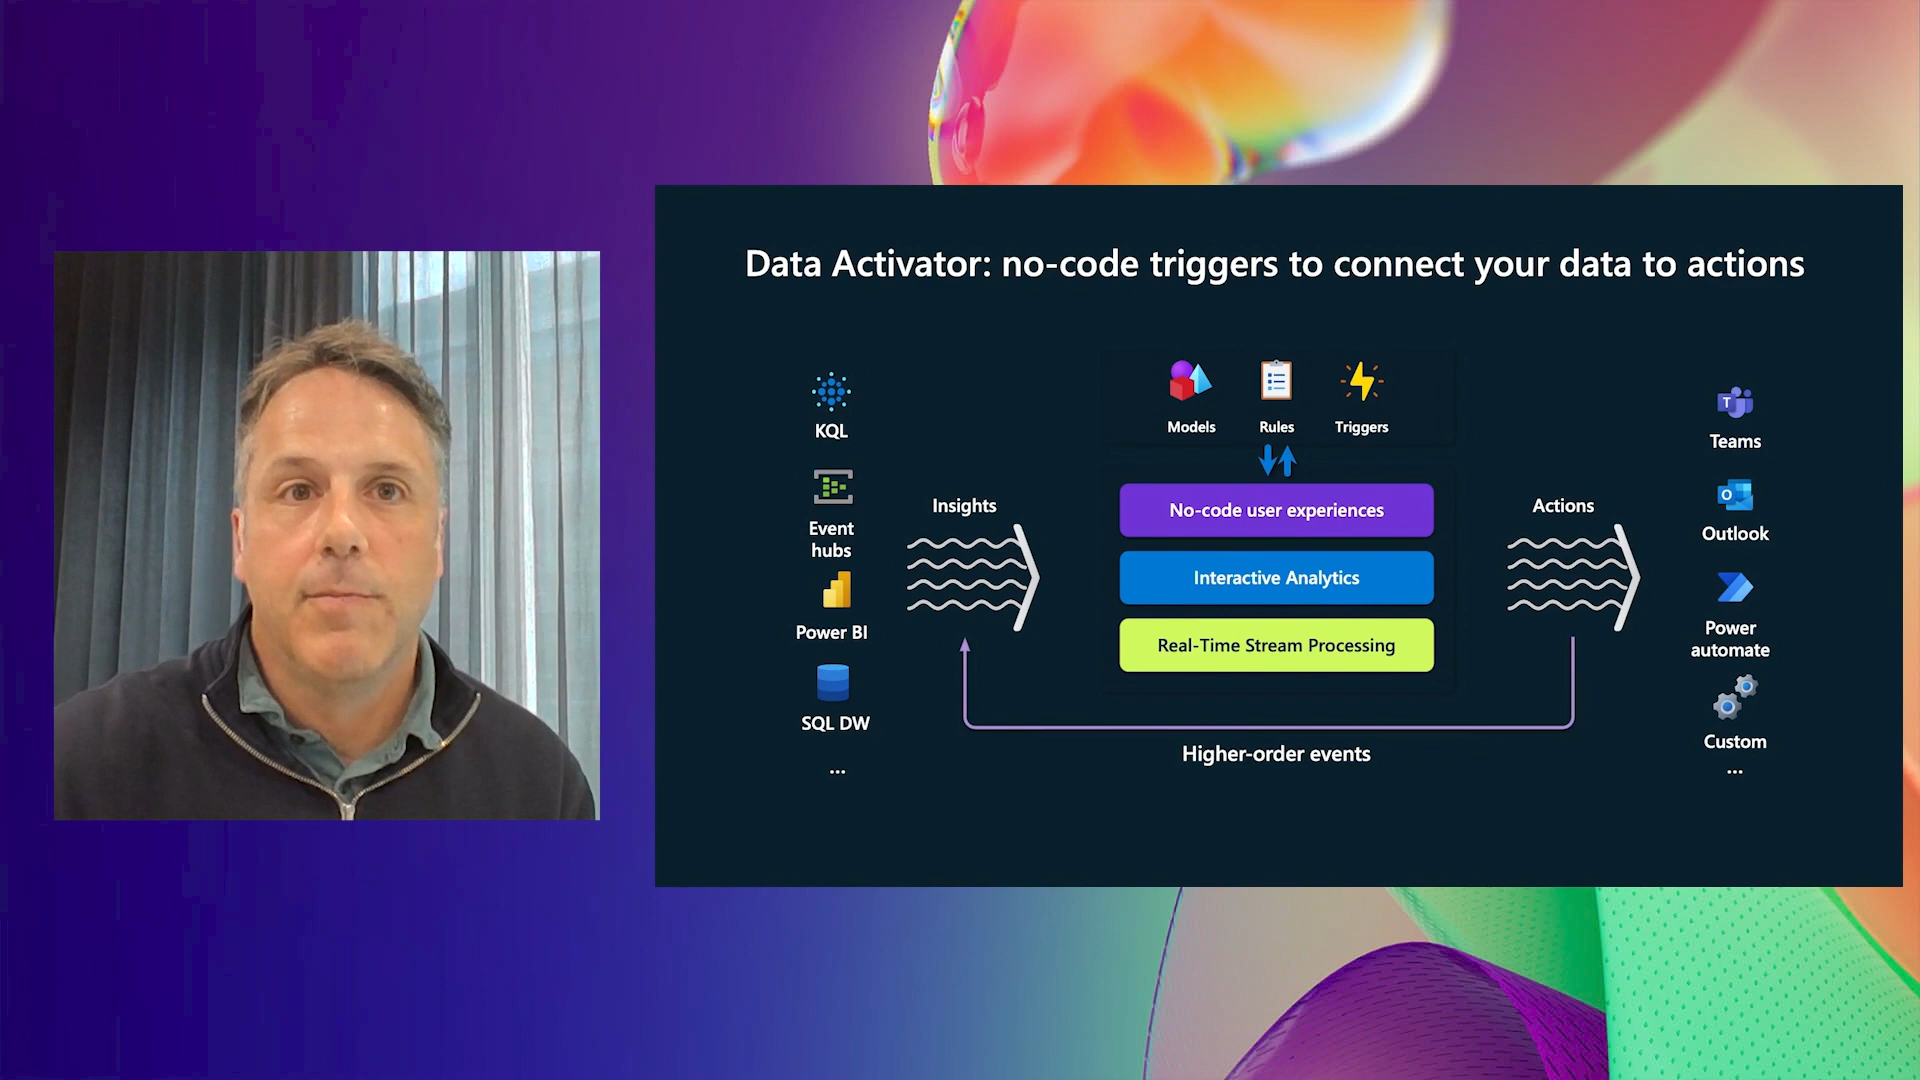 Data Activator: no-code triggers to connect your data to actions
KQL
Event
hubs
Power BI
SQL DW
...
Insights
Models
Rules
Triggers
No-code user experiences
Interactive Analytics
Real-Time Stream Processing
Higher-order events
Actions
Teams
Outlook
Power
automate
Custom
...